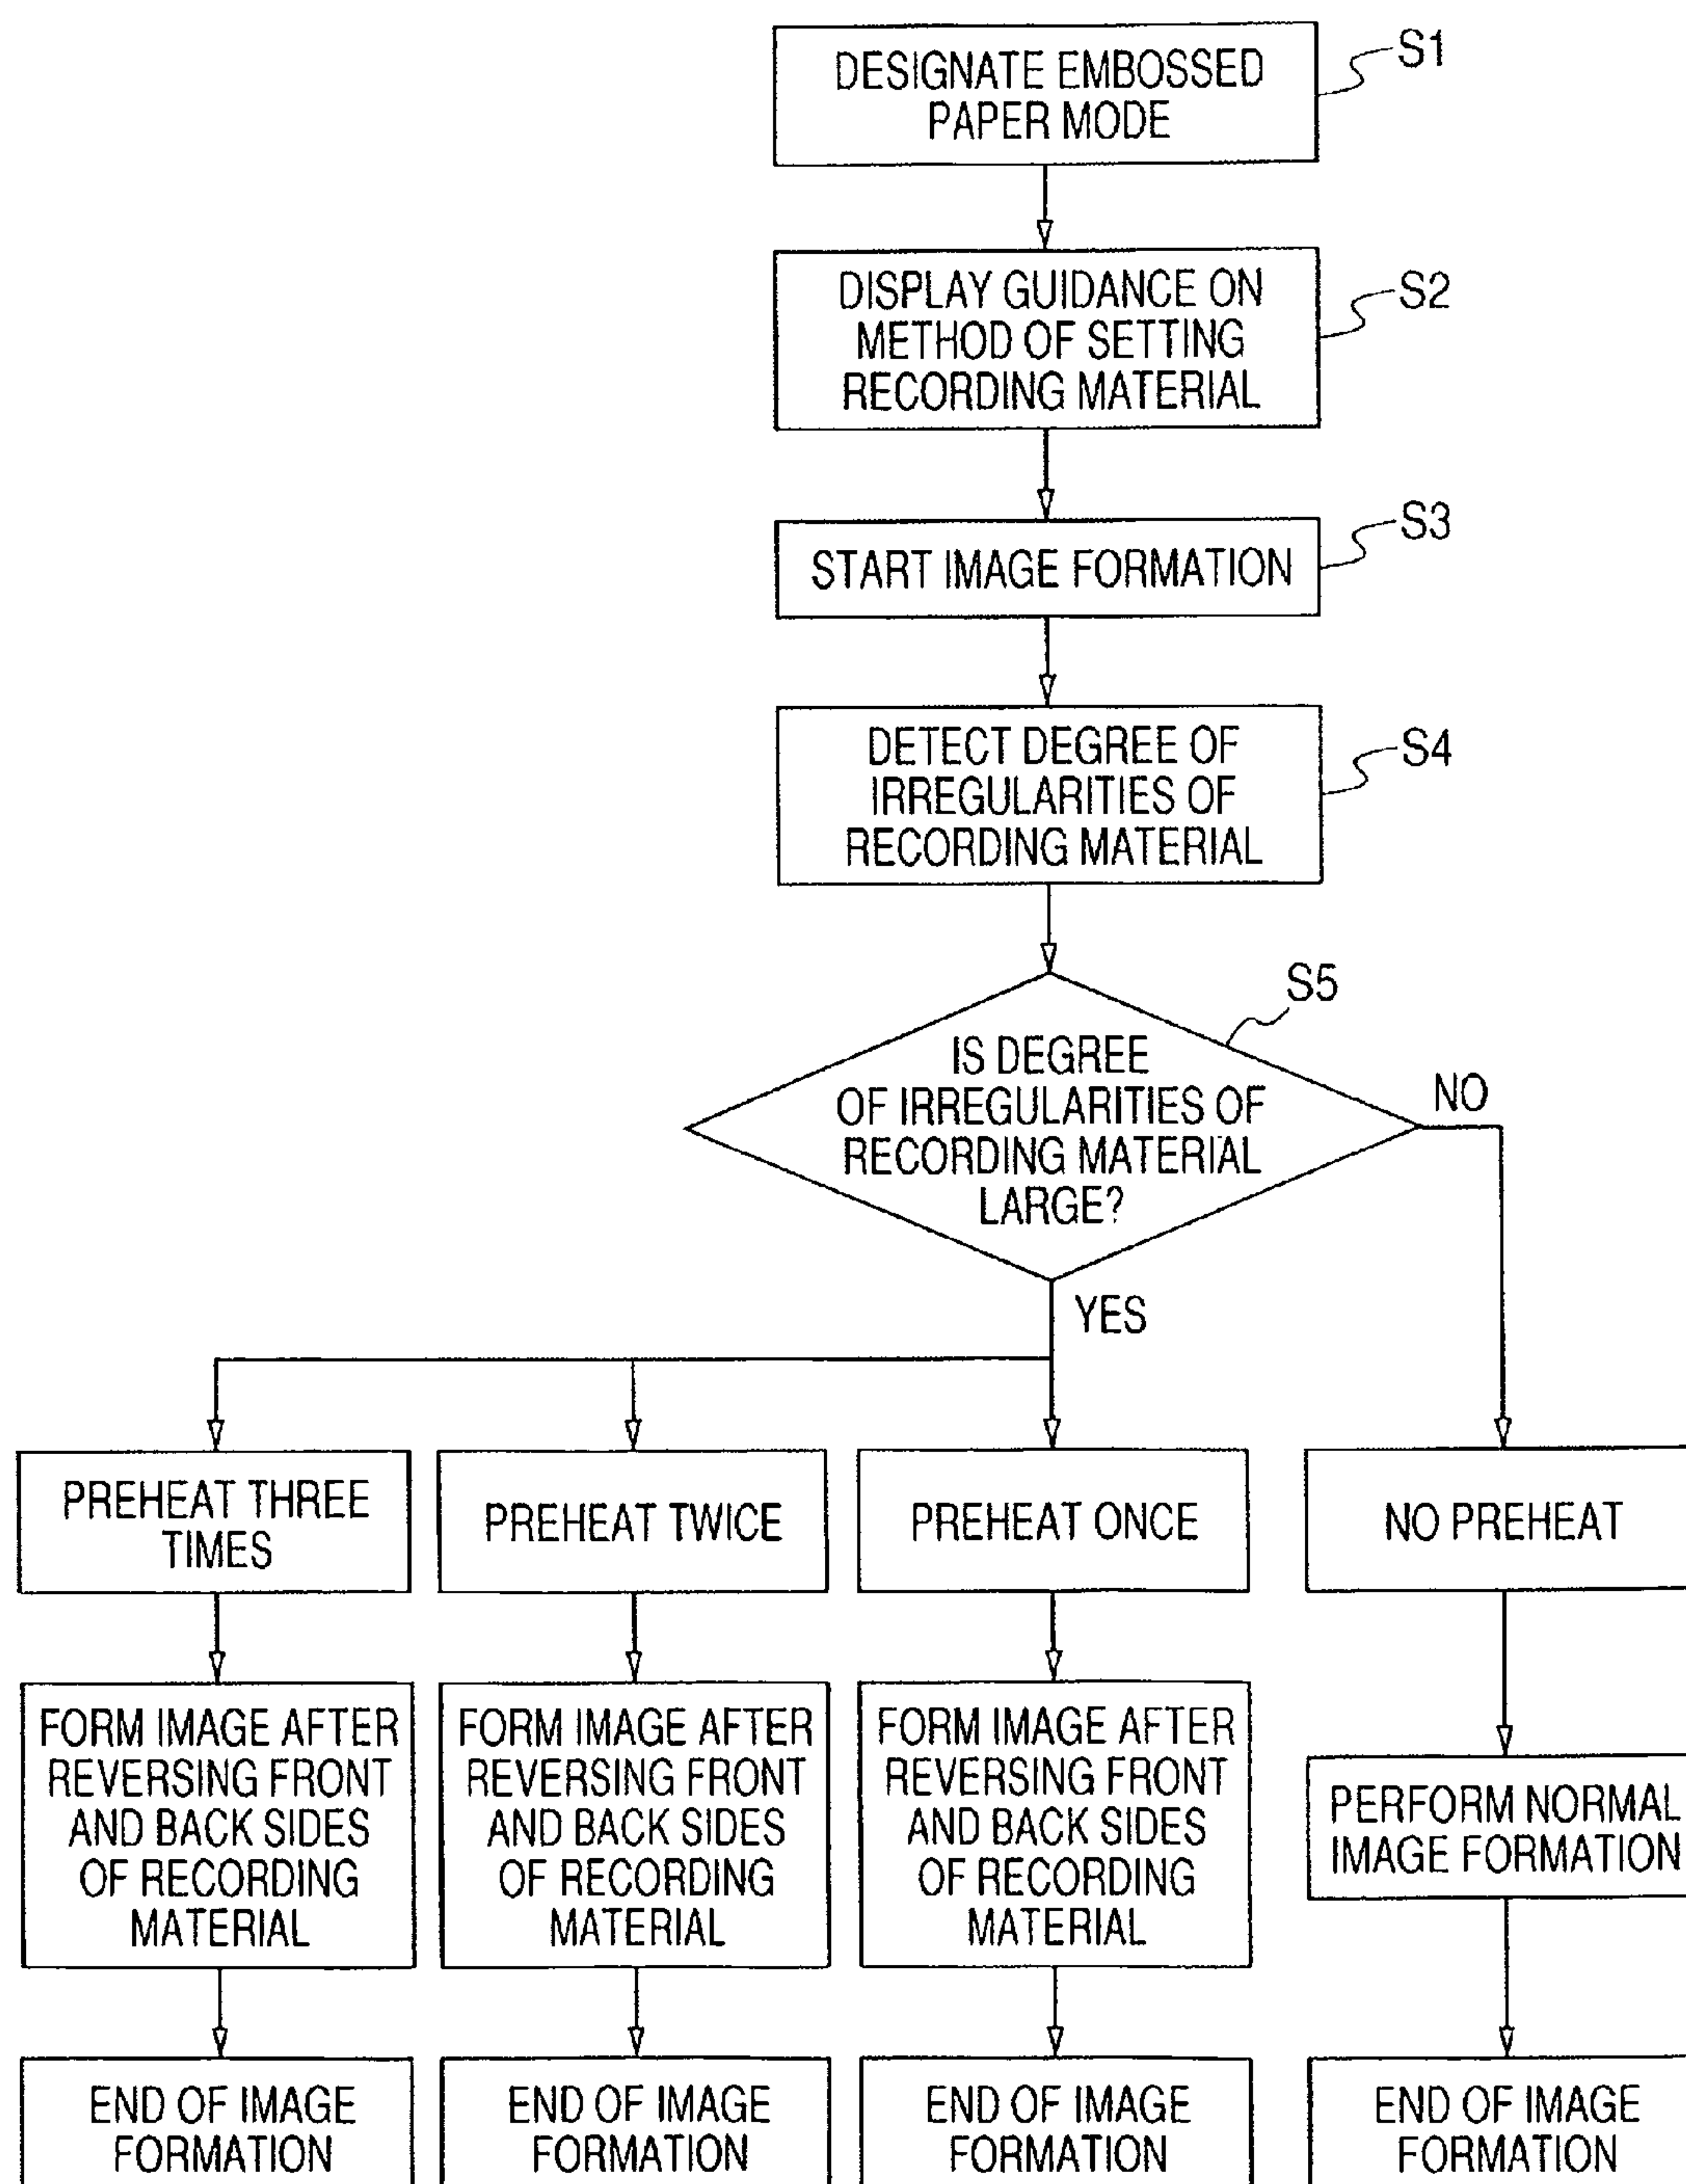 DESIGNATE EMBOSSED
PAPER MODE
S1
DISPLAY GUIDANCE ON
METHOD OF SETTING
RECORDING MATERIAL
S2
START IMAGE FORMATION
S3
DETECT DEGREE OF
IRREGULARITIES OF
RECORDING MATERIAL
S4
IS DEGREE
OF IRREGULARITIES OF
RECORDING MATERIAL
LARGE?
S5
NO
YES
PREHEAT THREE
TIMES
PREHEAT TWICE
PREHEAT ONCE
NO PREHEAT
FORM IMAGE AFTER
REVERSING FRONT
AND BACK SIDES
OF RECORDING
MATERIAL
FORM IMAGE AFTER
REVERSING FRONT
AND BACK SIDES
OF RECORDING
MATERIAL
FORM IMAGE AFTER
REVERSING FRONT
AND BACK SIDES
OF RECORDING
MATERIAL
PERFORM NORMAL
IMAGE FORMATION
END OF IMAGE
FORMATION
END OF IMAGE
FORMATION
END OF IMAGE
FORMATION
END OF IMAGE
FORMATION